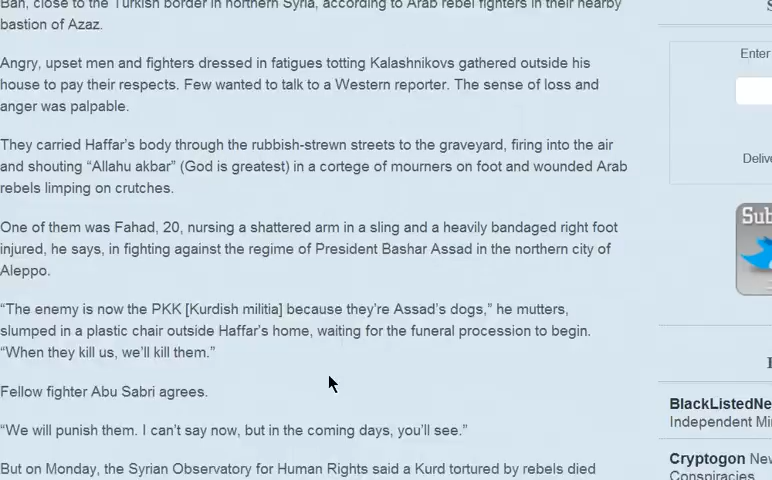 Bah, close to the Turkish border in northern Syria, according to Arab rebel fighters in their nearby
bastion of Azaz.
Angry, upset men and fighters dressed in fatigues totting Kalashnikovs gathered outside his
house to pay their respects. Few wanted to talk to a Western reporter. The sense of loss and
anger was palpable.
They carried Haffar’s body through the rubbish-strewn streets to the graveyard, firing into the air
and shouting “Allahu akbar” (God is greatest) in a cortege of mourners on foot and wounded Arab
rebels limping on crutches.
One of them was Fahad, 20, nursing a shattered arm in a sling and a heavily bandaged right foot
injured, he says, in fighting against the regime of President Bashar Assad in the northern city of
Aleppo.
“The enemy is now the PKK [Kurdish militia] because they’re Assad’s dogs,” he mutters,
slumped in a plastic chair outside Haffar’s home, waiting for the funeral procession to begin.
“When they kill us, we’ll kill them.”
Fellow fighter Abu Sabri agrees.
“We will punish them. I can’t say now, but in the coming days, you’ll see.”
But on Monday, the Syrian Observatory for Human Rights said a Kurd tortured by rebels died
Enter
Deliv
Sub
BlackListedNe
Independent Mi
Cryptogon New
Conspiracies